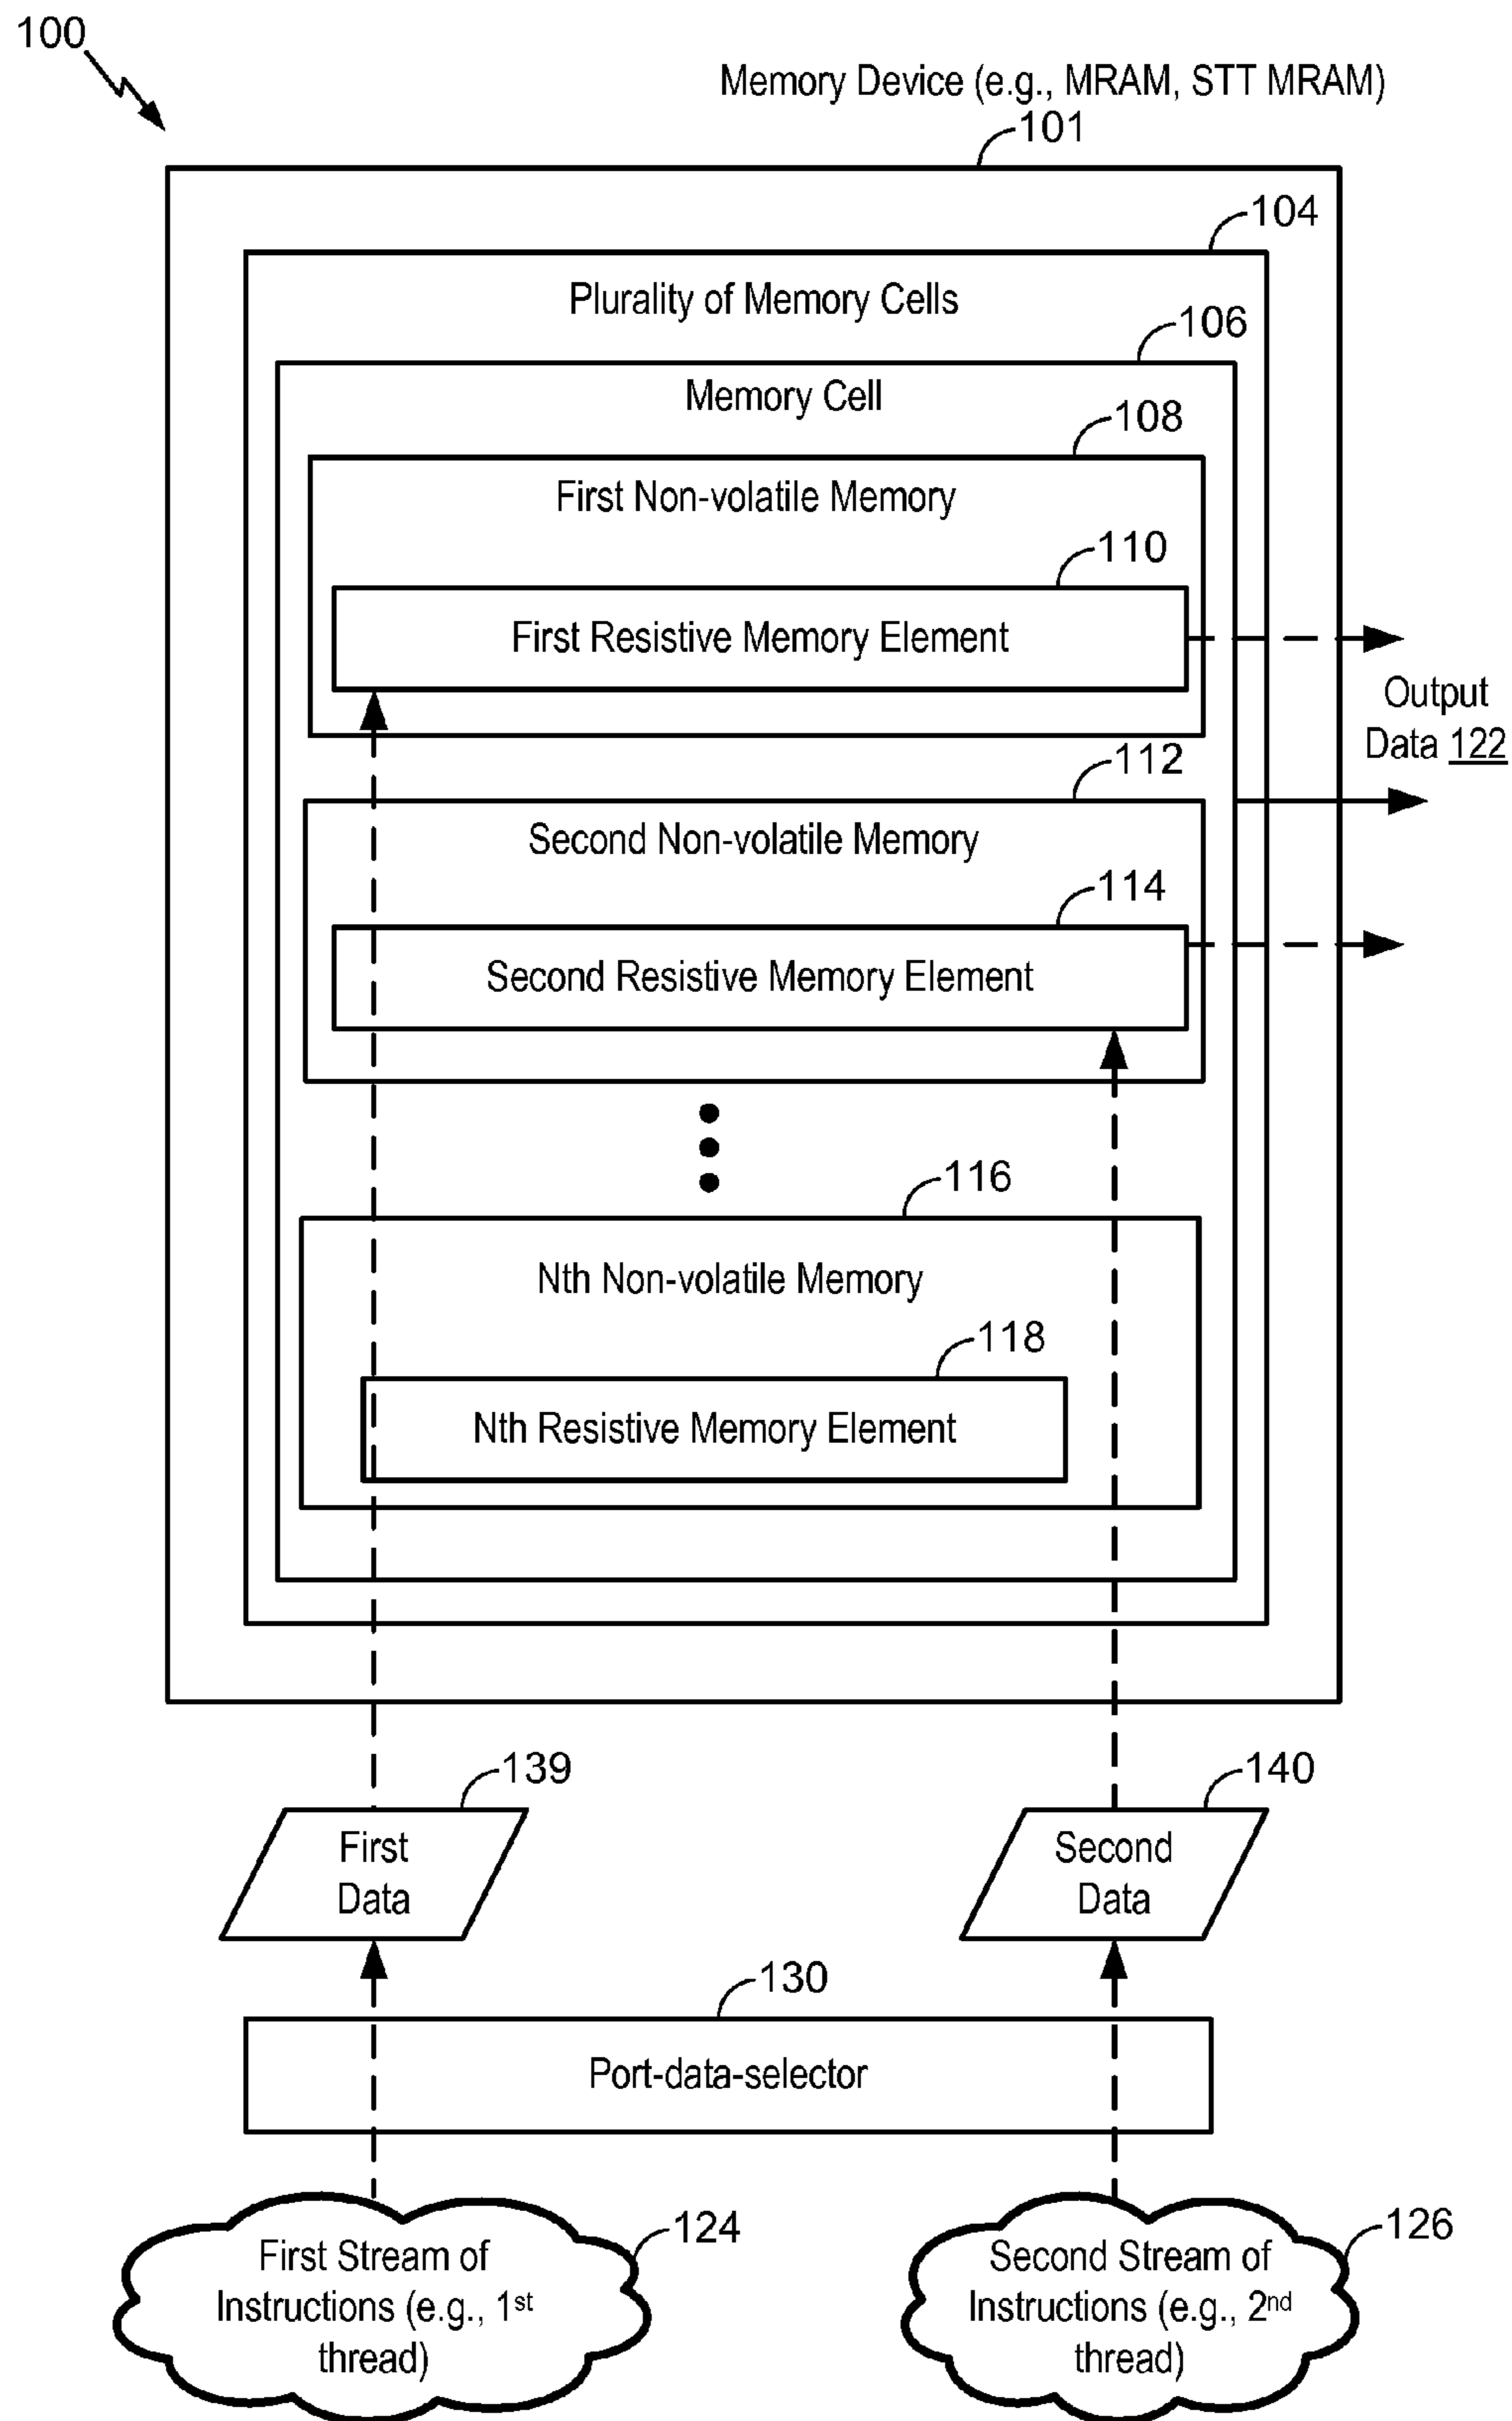 100
Memory Device (e.g., MRAM, STT MRAM)
101
104
Plurality of Memory Cells
106
Memory Cell
108
First Non-volatile Memory
110
First Resistive Memory Element
Output
Data 122
112
Second Non-volatile Memory
114
Second Resistive Memory Element
116
Nth Non-volatile Memory
118
Nth Resistive Memory Element
139
First
Data
140
Second
Data
130
Port-data-selector
124
First Stream of
Instructions (e.g., 1st
thread)
126
Second Stream of
Instructions (e.g., 2nd
thread)